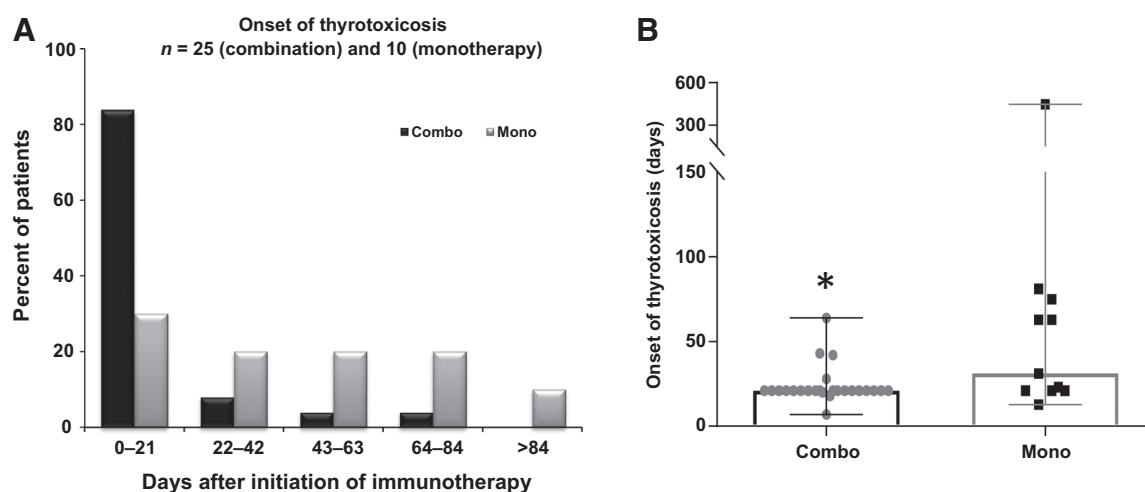 A
Onset of thyrotoxicosis
n = 25 (combination) and 10 (monotherapy)
Combo Mono
Percent of patients
100
80
60
40
20
0
0–21 22–42 43–63 64–84 >84
Days after initiation of immunotherapy
B
Onset of thyrotoxicosis (days)
600
300
150
100
50
0
*
Combo Mono